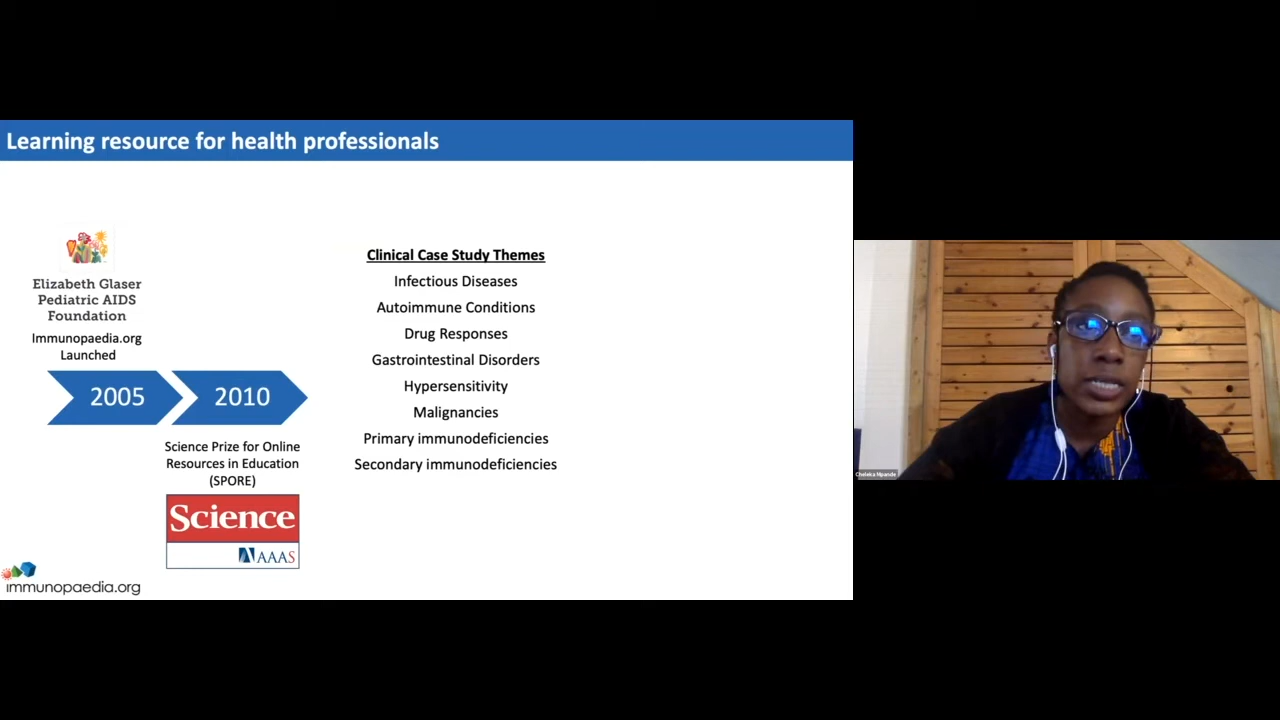 Learning resource for health professionals
Elizabeth Glaser
Pediatric AIDS
Foundation
Immunopaedia.org
Launched
2005
2010
Science Prize for Online
Resources in Education
(SPORE)
Science
AAAS
Clinical Case Study Themes
Infectious Diseases
Autoimmune Conditions
Drug Responses
Gastrointestinal Disorders
Hypersensitivity
Malignancies
Primary immunodeficiencies
Secondary immunodeficiencies
immunopaedia.org
Cheleka Mpande